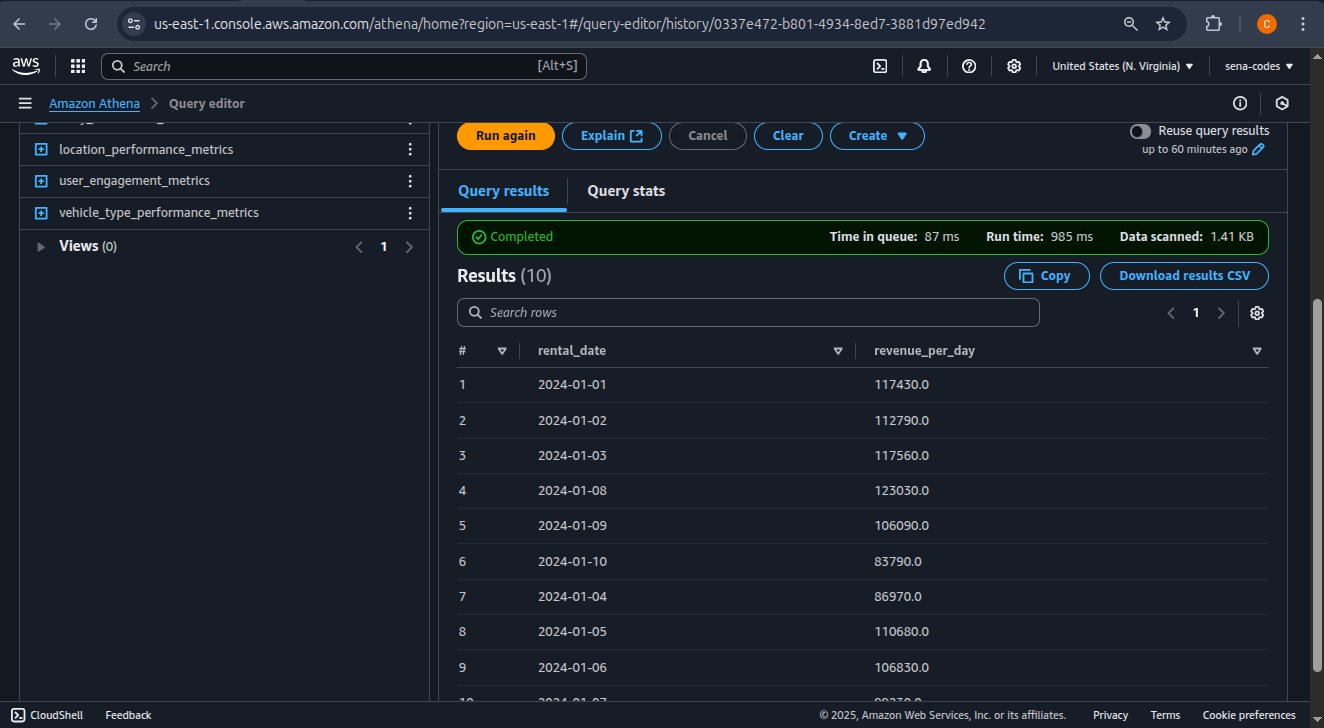 us-east-1.console.aws.amazon.com/athena/home?region=us-east-1#/query-editor/history/0337e472-b801-4934-8ed7-3881d97ed942
C
aws
Search [Alt+S]
United States (N. Virginia)
sena-codes
Amazon Athena
Query editor
location_performance_metrics
user_engagement_metrics
vehicle_type_performance_metrics
Views (0)
1
Run again
Explain
Cancel
Clear
Create
Reuse query results
up to 60 minutes ago
Query results
Query stats
Completed
Time in queue: 87 ms
Run time: 985 ms
Data scanned: 1.41 KB
Results (10)
Copy
Download results CSV
Search rows
1
# rental_date revenue_per_day
1 2024-01-01 117430.0
2 2024-01-02 112790.0
3 2024-01-03 117560.0
4 2024-01-08 123030.0
5 2024-01-09 106090.0
6 2024-01-10 83790.0
7 2024-01-04 86970.0
8 2024-01-05 110680.0
9 2024-01-06 106830.0
CloudShell
Feedback
© 2025, Amazon Web Services, Inc. or its affiliates.
Privacy
Terms
Cookie preferences